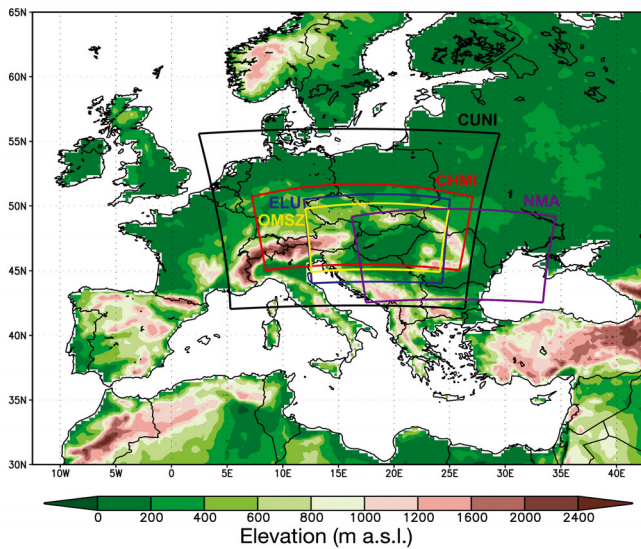 65N
60N
CUNI
55N
CHMI
50N
ELU
NMA
OMSZ
45N
40N
35N
30N
10W 5W 0 5E 10E 15E 20E 25E 30E 35E 40E
0 200 400 600 800 1000 1200 1600 2000 2400
Elevation (m a.s.l.)